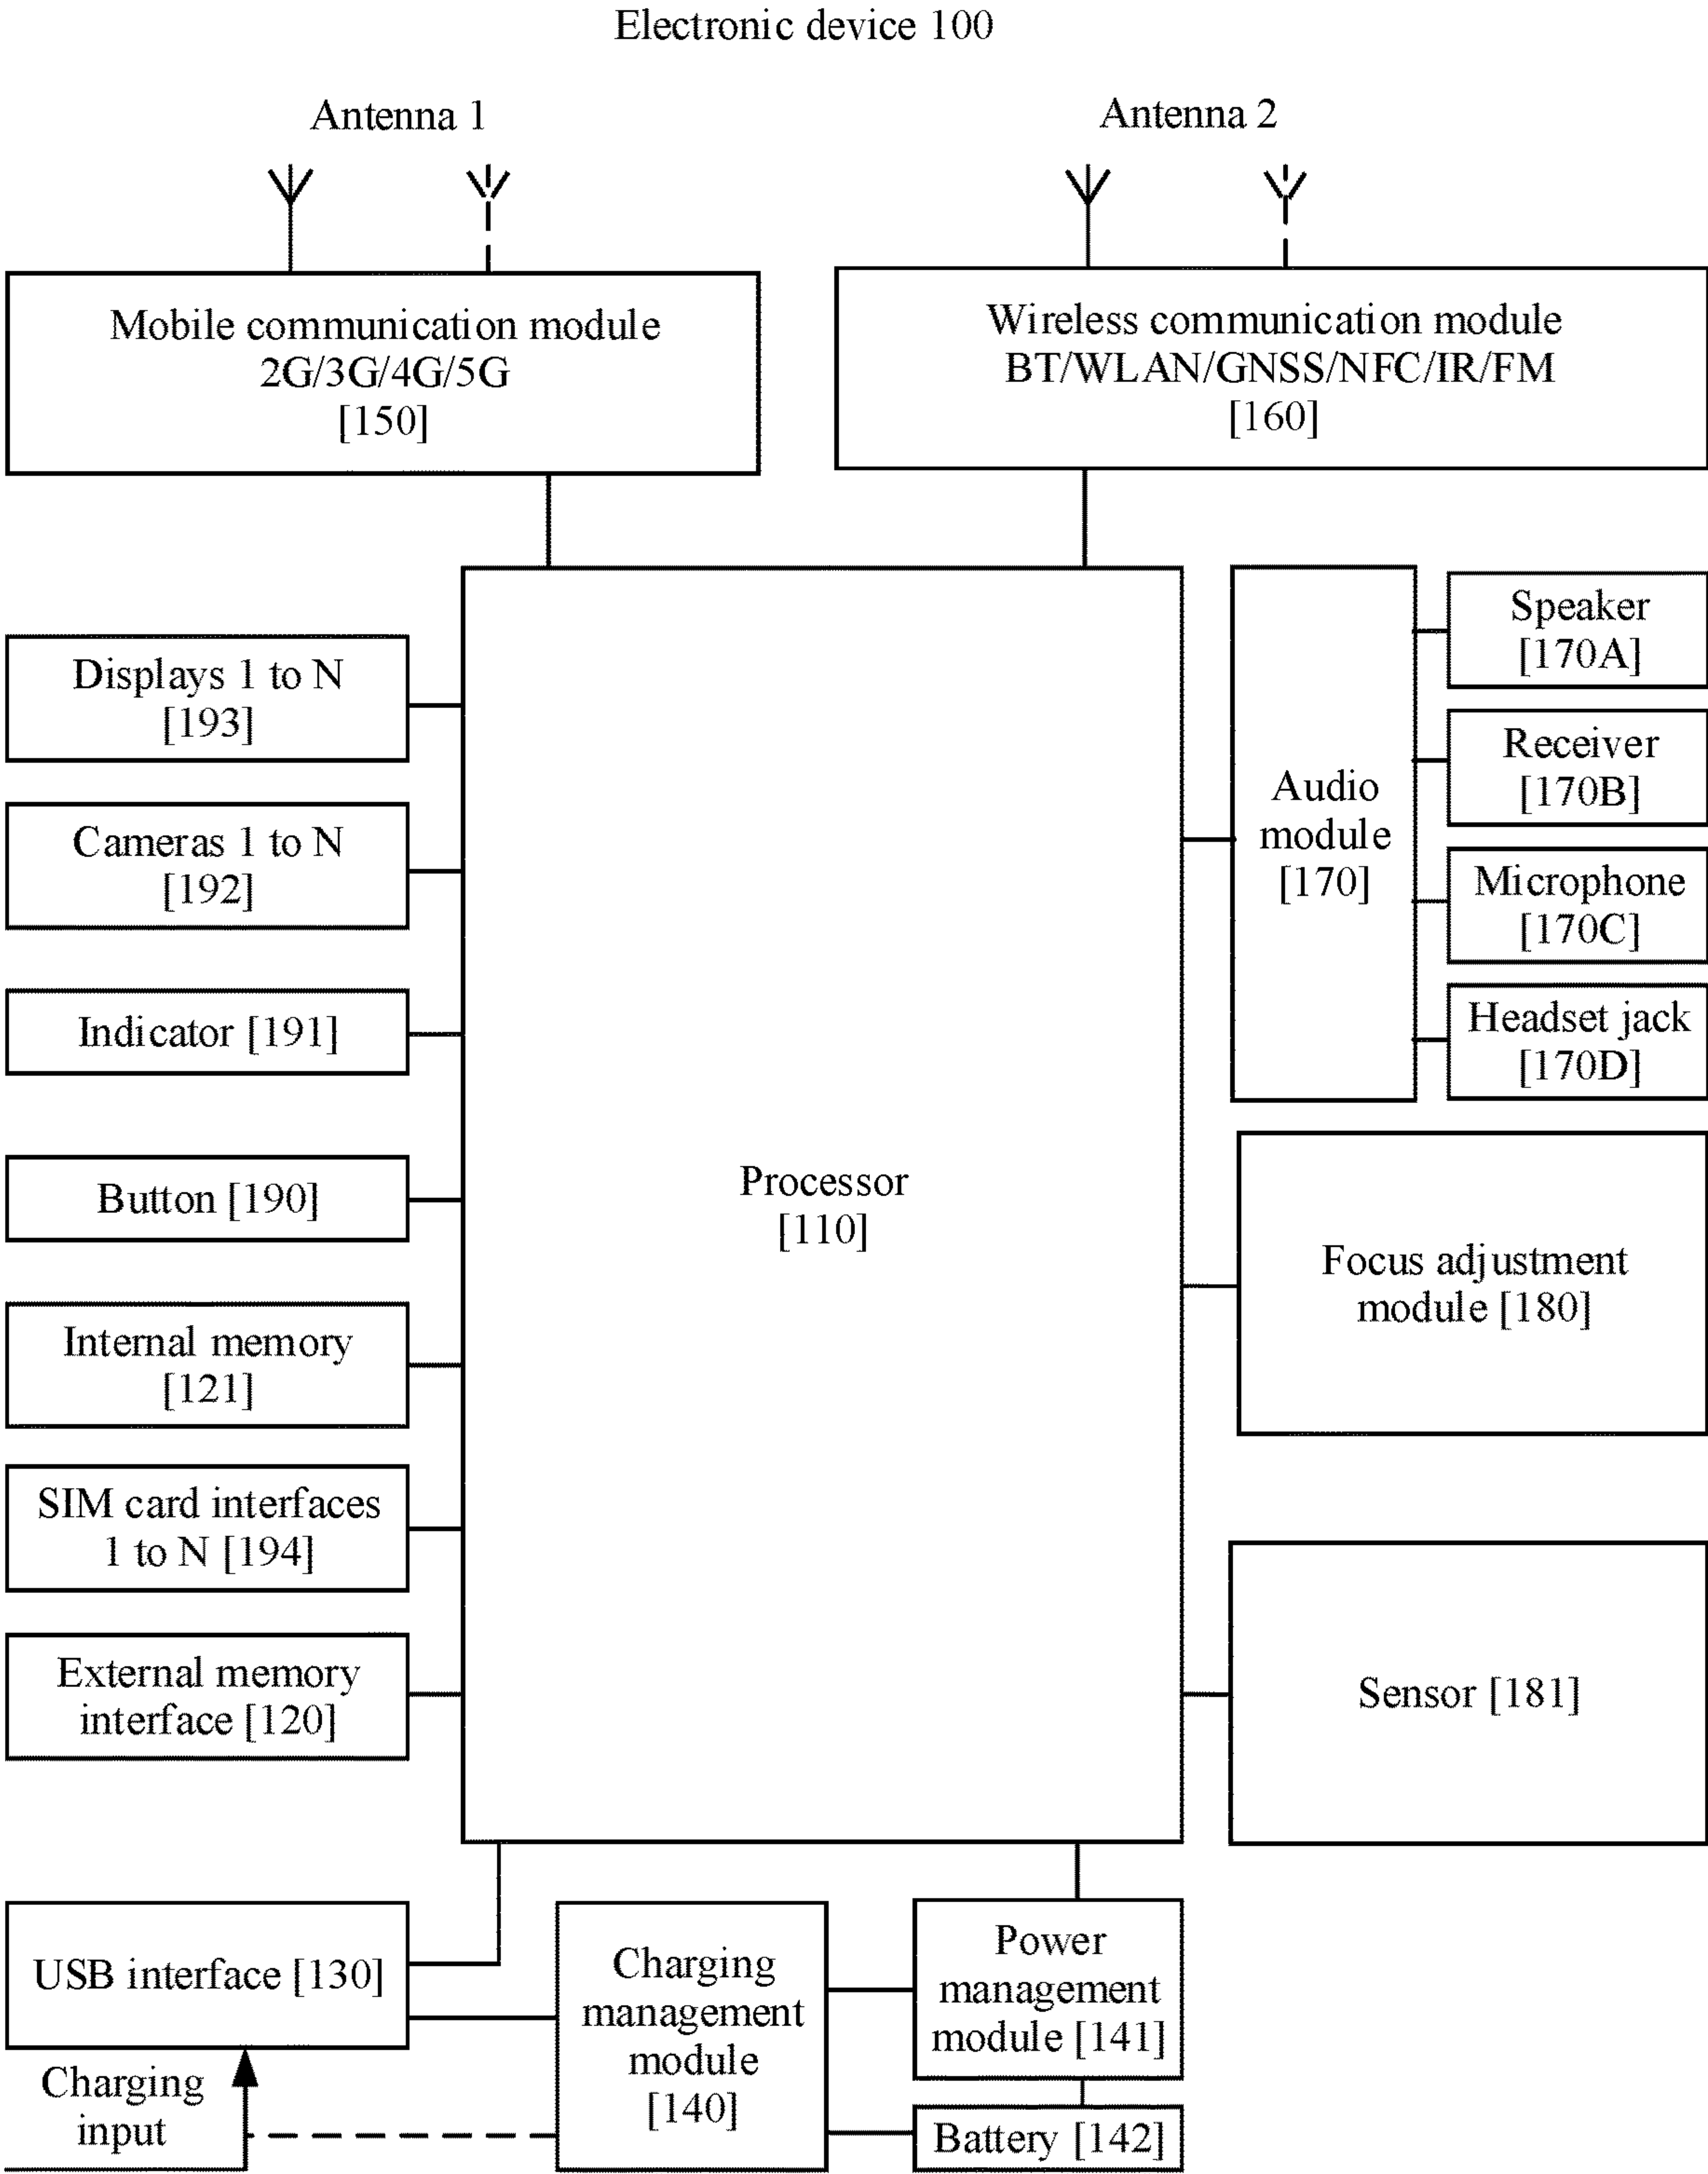 Electronic device 100
Antenna 1
Antenna 2
Mobile communication module
2G/3G/4G/5G
[150]
Wireless communication module
BT/WLAN/GNSS/NFC/IR/FM
[160]
Displays 1 to N
[193]
Cameras 1 to N
[192]
Indicator [191]
Button [190]
Internal memory
[121]
SIM card interfaces
1 to N [194]
External memory
interface [120]
Processor
[110]
Audio
module
[170]
Speaker
[170A]
Receiver
[170B]
Microphone
[170C]
Headset jack
[170D]
Focus adjustment
module [180]
Sensor [181]
USB interface [130]
Charging
input
Charging
management
module
[140]
Power
management
module [141]
Battery [142]